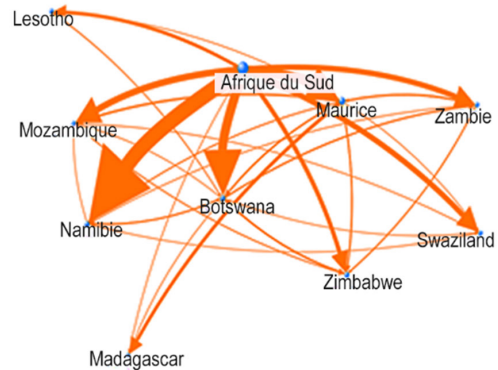 Lesotho
Afrique du Sud
Maurice
Zambie
Mozambique
Botswana
Namibie
Swaziland
Zimbabwe
Madagascar